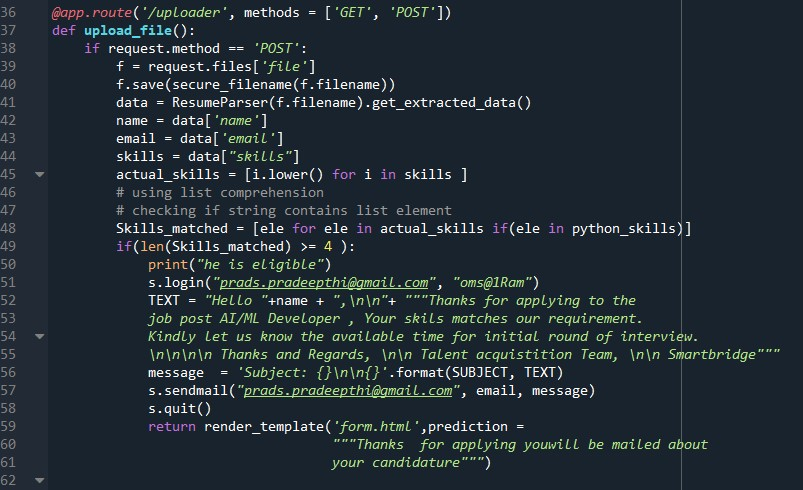 36 @app.route('/uploader', methods = ['GET', 'POST'])
37 def upload_file():
38     if request.method == 'POST':
39         f = request.files['file']
40         f.save(secure_filename(f.filename))
41         data = ResumeParser(f.filename).get_extracted_data()
42         name = data['name']
43         email = data['email']
44         skills = data["skills"]
45         actual_skills = [i.lower() for i in skills ]
46         # using list comprehension
47         # checking if string contains list element
48         Skills_matched = [ele for ele in actual_skills if(ele in python_skills)]
49         if(len(Skills_matched) >= 4 ):
50             print("he is eligible")
51             s.login("prads.pradeepthi@gmail.com", "oms@1Ram")
52             TEXT = "Hello "+name + ",\n\n"+ """Thanks for applying to the
53             job post AI/ML Developer , Your skils matches our requirement.
54             Kindly let us know the available time for initial round of interview.
55             \n\n\n\n Thanks and Regards, \n\n Talent acquistition Team, \n\n Smartbridge"""
56             message  = 'Subject: {}\n\n{}'.format(SUBJECT, TEXT)
57             s.sendmail("prads.pradeepthi@gmail.com", email, message)
58             s.quit()
59             return render_template('form.html',prediction =
60                                    """Thanks  for applying youwill be mailed about
61                                    your candidature""")
62